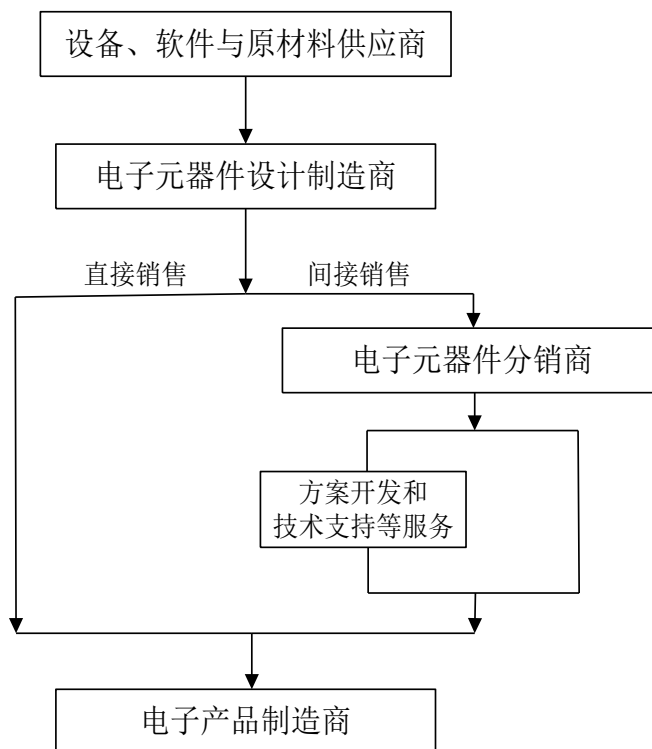 设备、软件与原材料供应商
电子元器件设计制造商
直接销售
间接销售
电子元器件分销商
方案开发和
技术支持等服务
电子产品制造商